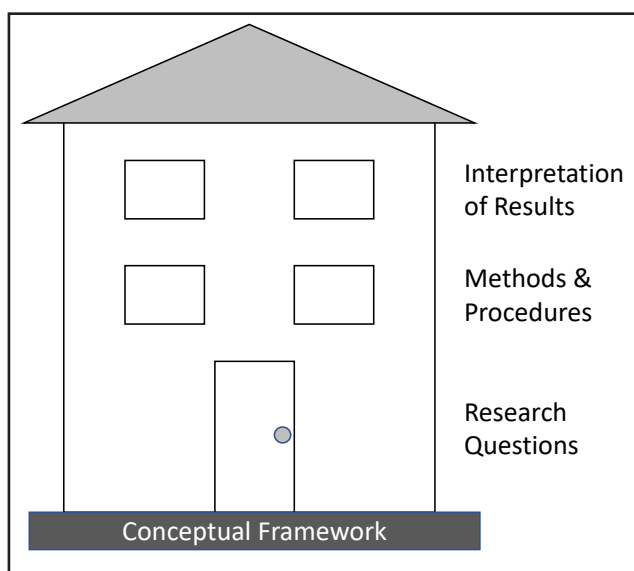 Interpretation
of Results
Methods &
Procedures
Research
Questions
Conceptual Framework